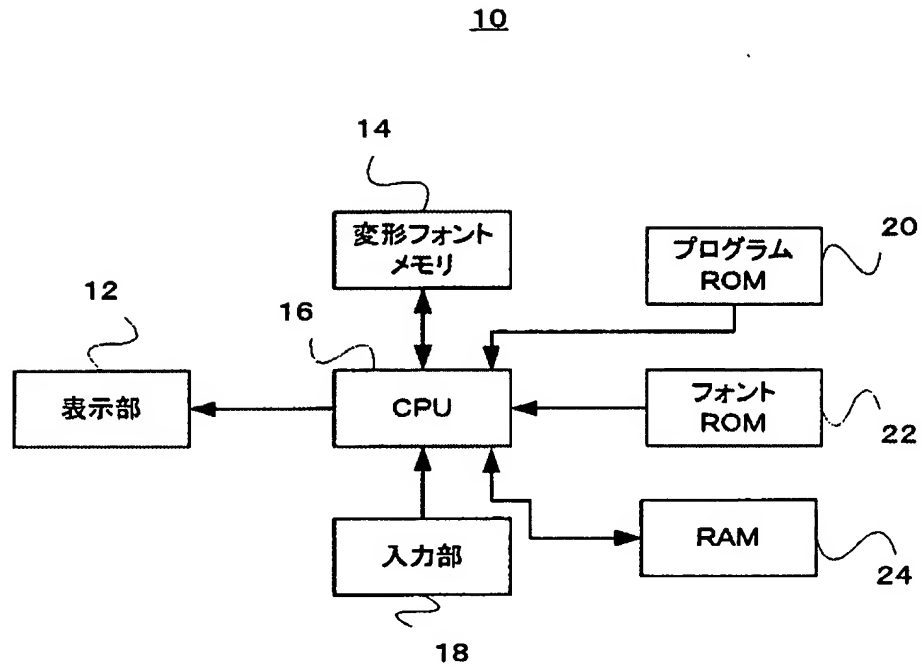 10
14
変形フォント
メモリ
20
プログラム
ROM
12
16
表示部
CPU
フォント
ROM
22
入力部
RAM
24
18